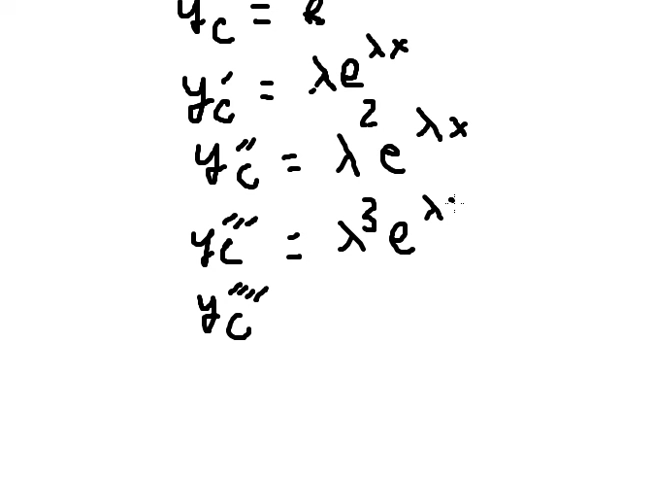 y_c = e
y_c' = λe^{λx}
y_c'' = λ^2 e^{λx}
y_c''' = λ^3 e^{λ
y_c''''